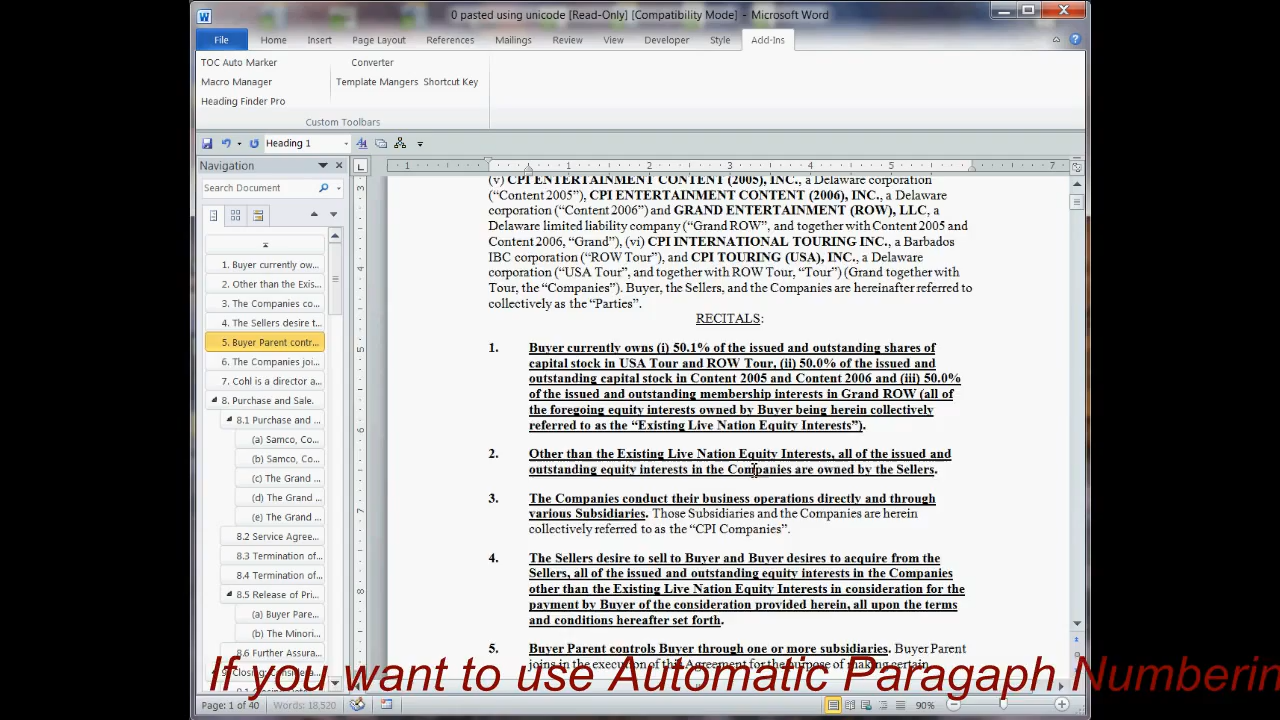 0 pasted using unicode [Read-Only] [Compatibility Mode] - Microsoft Word
File Home Insert Page Layout References Mailings Review View Developer Style Add-Ins
TOC Auto Marker Converter
Macro Manager Template Mangers Shortcut Key
Heading Finder Pro
Custom Toolbars
Heading 1
Navigation
Search Document
1. Buyer currently ow...
2. Other than the Exis...
3. The Companies co...
4. The Sellers desire t...
5. Buyer Parent contr...
6. The Companies joi...
7. Cohl is a director a...
8. Purchase and Sale.
8.1 Purchase and ...
(a) Samco, Co...
(b) Samco, Co...
(c) The Grand ...
(d) The Grand ...
(e) The Grand ...
8.2 Service Agree...
8.3 Termination of...
8.4 Termination of...
8.5 Release of Pri...
(a) Buyer Pare...
(b) The Minori...
8.6 Further Assura...
(v) CPI ENTERTAINMENT CONTENT (2005), INC., a Delaware corporation
(“Content 2005”), CPI ENTERTAINMENT CONTENT (2006), INC., a Delaware
corporation (“Content 2006”) and GRAND ENTERTAINMENT (ROW), LLC, a
Delaware limited liability company (“Grand ROW”, and together with Content 2005 and
Content 2006, “Grand”), (vi) CPI INTERNATIONAL TOURING INC., a Barbados
IBC corporation (“ROW Tour”), and CPI TOURING (USA), INC., a Delaware
corporation (“USA Tour”, and together with ROW Tour, “Tour”) (Grand together with
Tour, the “Companies”). Buyer, the Sellers, and the Companies are hereinafter referred to
collectively as the “Parties”.
RECITALS:
1. Buyer currently owns (i) 50.1% of the issued and outstanding shares of
capital stock in USA Tour and ROW Tour, (ii) 50.0% of the issued and
outstanding capital stock in Content 2005 and Content 2006 and (iii) 50.0%
of the issued and outstanding membership interests in Grand ROW (all of
the foregoing equity interests owned by Buyer being herein collectively
referred to as the “Existing Live Nation Equity Interests”).
2. Other than the Existing Live Nation Equity Interests, all of the issued and
outstanding equity interests in the Companies are owned by the Sellers.
3. The Companies conduct their business operations directly and through
various Subsidiaries. Those Subsidiaries and the Companies are herein
collectively referred to as the “CPI Companies”.
4. The Sellers desire to sell to Buyer and Buyer desires to acquire from the
Sellers, all of the issued and outstanding equity interests in the Companies
other than the Existing Live Nation Equity Interests in consideration for the
payment by Buyer of the consideration provided herein, all upon the terms
and conditions hereafter set forth.
5. Buyer Parent controls Buyer through one or more subsidiaries. Buyer Parent
joins in the execution of this Agreement for the purpose of making certain
If you want to use Automatic Paragaph Numberin
Page: 1 of 40 Words: 18,520 90%